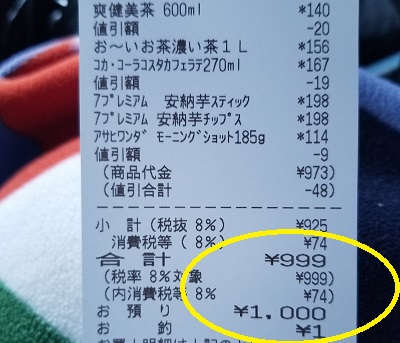 爽健美茶 600ml *140
値引額 -20
お~いお茶濃い茶1L *156
コカ・コーラコスタカフェラテ270ml *167
値引額 -19
7プレミアム 安納芋スティック *198
7プレミアム 安納芋チップス *198
アサヒワンダ モーニングショット185g *114
値引額 -9
(商品代金 ¥973)
(値引合計 -48)
小 計(税抜 8%) ¥925
消費税等( 8%) ¥74
合 計 ¥999
(税率 8%対象 ¥999)
(内消費税等 8% ¥74)
お 預 り ¥1,000
お 釣 ¥1